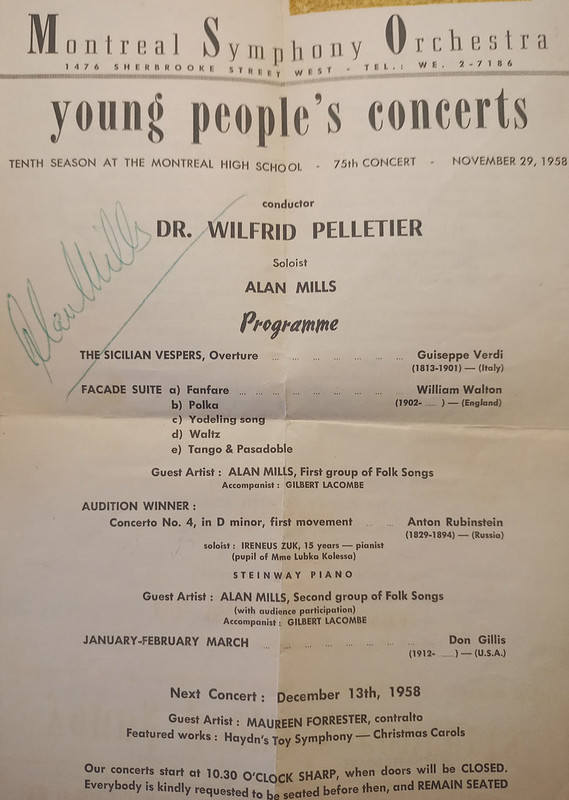 Montreal Symphony Orchestra
1476 SHERBROOKE STREET WEST - TEL.: WE. 2-7186
young people's concerts
TENTH SEASON AT THE MONTREAL HIGH SCHOOL - 75th CONCERT - NOVEMBER 29, 1958
conductor
DR. WILFRID PELLETIER
Soloist
ALAN MILLS
Alan Mills
Programme
THE SICILIAN VESPERS, Overture ... ... ... ... ... ... ... Guiseppe Verdi
(1813-1901) — (Italy)
FACADE SUITE a) Fanfare ... ... ... ... ... ... ... ... William Walton
(1902- ) — (England)
b) Polka
c) Yodeling song
d) Waltz
e) Tango & Pasadoble
Guest Artist : ALAN MILLS, First group of Folk Songs
Accompanist : GILBERT LACOMBE
AUDITION WINNER :
Concerto No. 4, in D minor, first movement ... ... Anton Rubinstein
(1829-1894) — (Russia)
soloist : IRENEUS ZUK, 15 years — pianist
(pupil of Mme Lubka Kolessa)
STEINWAY PIANO
Guest Artist : ALAN MILLS, Second group of Folk Songs
(with audience participation)
Accompanist : GILBERT LACOMBE
JANUARY-FEBRUARY MARCH ... ... ... ... ... ... ... Don Gillis
(1912- ) — (U.S.A.)
Next Concert : December 13th, 1958
Guest Artist : MAUREEN FORRESTER, contralto
Featured works : Haydn's Toy Symphony — Christmas Carols
Our concerts start at 10.30 O'CLOCK SHARP, when doors will be CLOSED.
Everybody is kindly requested to be seated before then, and REMAIN SEATED